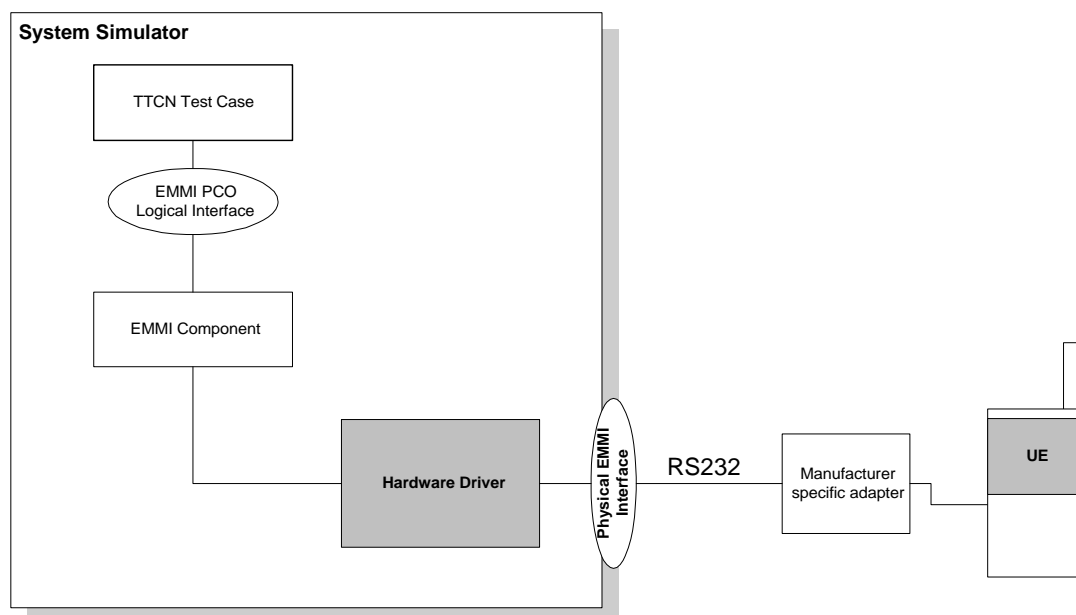 System Simulator
TTCN Test Case
EMMI PCO
Logical Interface
EMMI Component
Hardware Driver
Physical EMMI
Interface
RS232
Manufacturer
specific adapter
UE